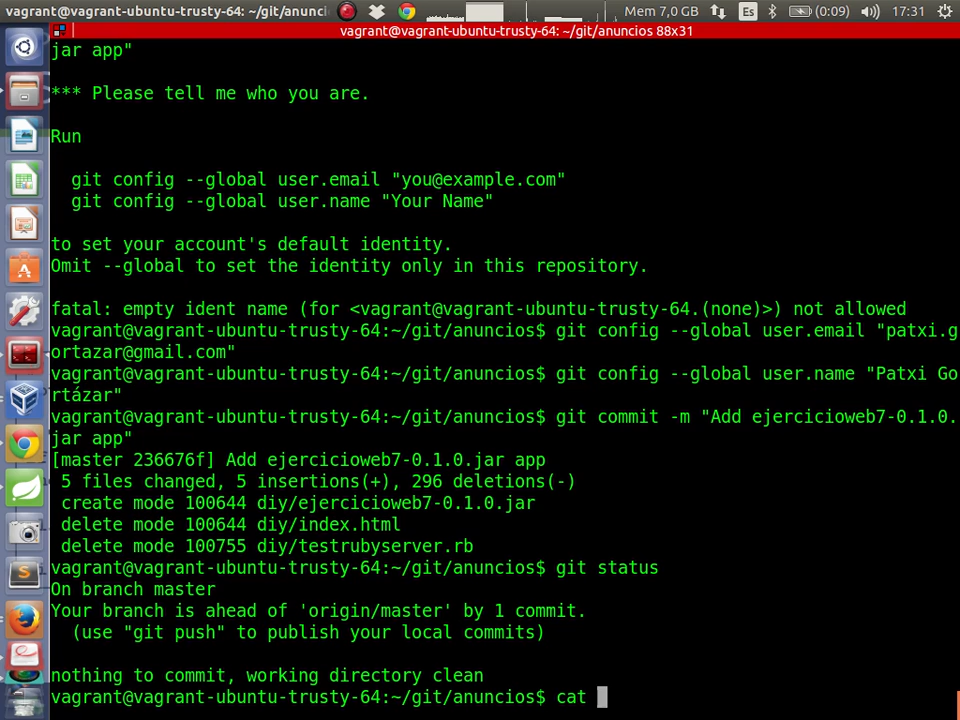 vagrant@vagrant-ubuntu-trusty-64: ~/git/anuncio
Mem 7,0 GB
Es
(0:09)
17:31
vagrant@vagrant-ubuntu-trusty-64: ~/git/anuncios 88x31
jar app"
*** Please tell me who you are.
Run
git config --global user.email "you@example.com"
git config --global user.name "Your Name"
to set your account's default identity.
Omit --global to set the identity only in this repository.
fatal: empty ident name (for <vagrant@vagrant-ubuntu-trusty-64.(none)>) not allowed
vagrant@vagrant-ubuntu-trusty-64:~/git/anuncios$ git config --global user.email "patxi.g
ortazar@gmail.com"
vagrant@vagrant-ubuntu-trusty-64:~/git/anuncios$ git config --global user.name "Patxi Go
rtázar"
vagrant@vagrant-ubuntu-trusty-64:~/git/anuncios$ git commit -m "Add ejercicioweb7-0.1.0.
jar app"
[master 236676f] Add ejercicioweb7-0.1.0.jar app
5 files changed, 5 insertions(+), 296 deletions(-)
create mode 100644 diy/ejercicioweb7-0.1.0.jar
delete mode 100644 diy/index.html
delete mode 100755 diy/testrubyserver.rb
vagrant@vagrant-ubuntu-trusty-64:~/git/anuncios$ git status
On branch master
Your branch is ahead of 'origin/master' by 1 commit.
(use "git push" to publish your local commits)
nothing to commit, working directory clean
vagrant@vagrant-ubuntu-trusty-64:~/git/anuncios$ cat